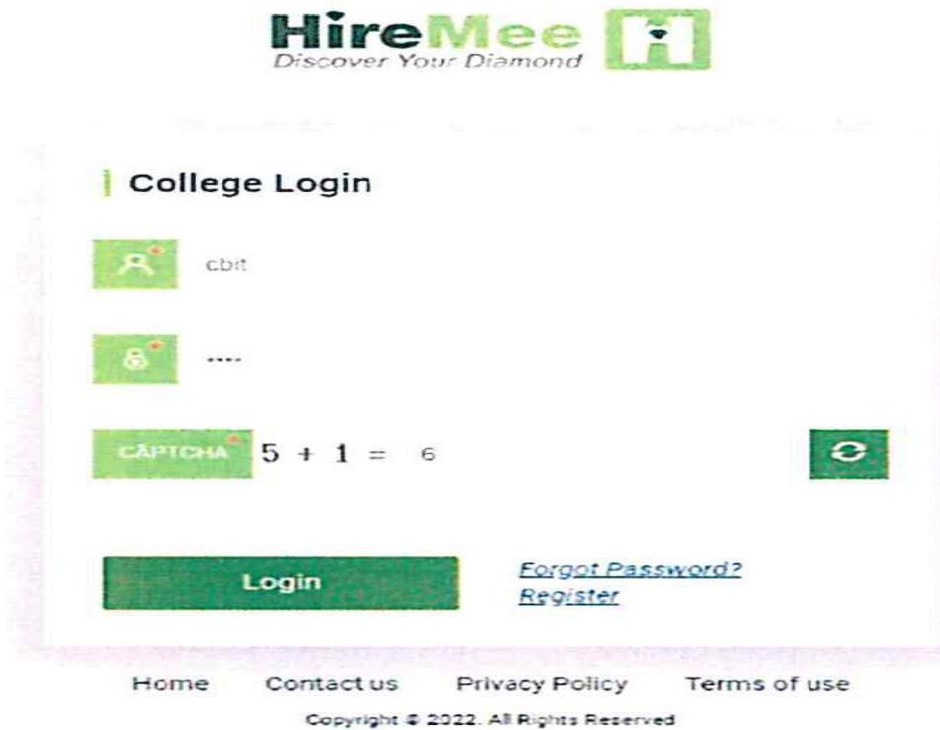 HireMee
Discover Your Diamond
College Login
cbit
····
CAPTCHA 5 + 1 = 6
Login
Forgot Password?
Register
Home Contact us Privacy Policy Terms of use
Copyright © 2022. All Rights Reserved